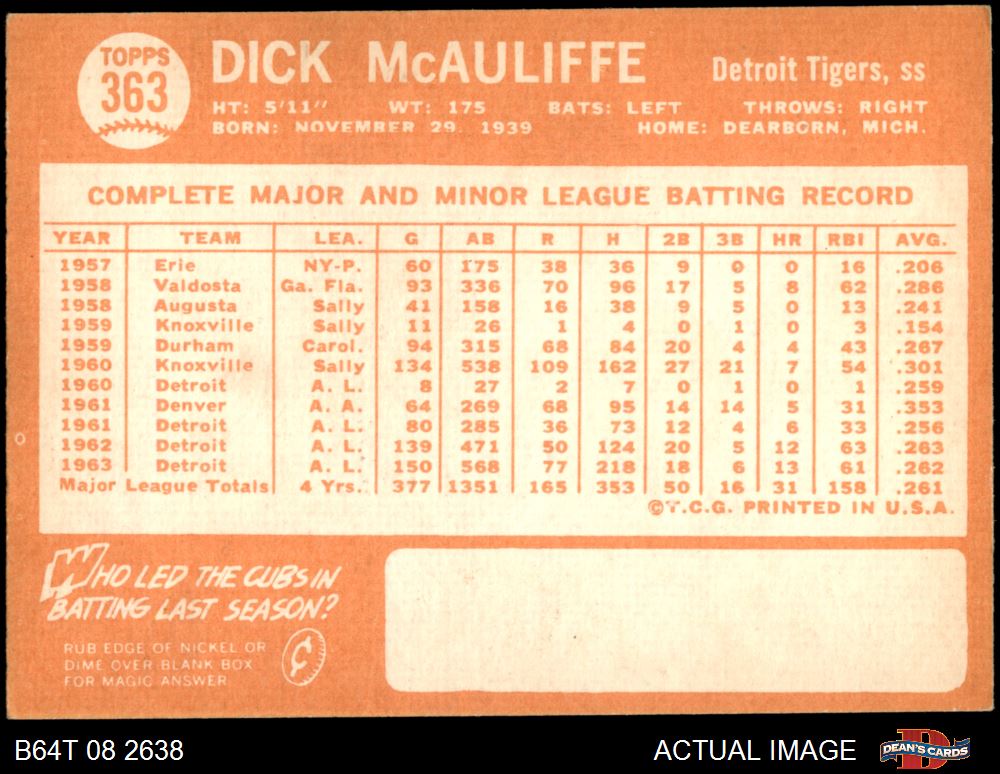 TOPPS
363
DICK McAULIFFE Detroit Tigers, ss
HT: 5'11" WT: 175 BATS: LEFT THROWS: RIGHT
BORN: NOVEMBER 29, 1939 HOME: DEARBORN, MICH.
COMPLETE MAJOR AND MINOR LEAGUE BATTING RECORD
YEAR TEAM LEA. G AB R H 2B 3B HR RBI AVG.
1957 Erie NY-P. 60 175 38 36 9 0 0 16 .206
1958 Valdosta Ga. Fla. 93 336 70 96 17 5 8 62 .286
1958 Augusta Sally 41 158 16 38 9 5 0 13 .241
1959 Knoxville Sally 11 26 1 4 0 1 0 3 .154
1959 Durham Carol. 94 315 68 84 20 4 4 43 .267
1960 Knoxville Sally 134 538 109 162 27 21 7 54 .301
1960 Detroit A. L. 8 27 2 7 0 1 0 1 .259
1961 Denver A. A. 64 269 68 95 14 14 5 31 .353
1961 Detroit A. L. 80 285 36 73 12 4 6 33 .256
1962 Detroit A. L. 139 471 50 124 20 5 12 63 .263
1963 Detroit A. L. 150 568 77 218 18 6 13 61 .262
Major League Totals 4 Yrs. 377 1351 165 353 50 16 31 158 .261
©T.C.G. PRINTED IN U.S.A.
WHO LED THE CUBS IN
BATTING LAST SEASON?
RUB EDGE OF NICKEL OR
DIME OVER BLANK BOX
FOR MAGIC ANSWER
¢
B64T 08 2638 ACTUAL IMAGE DEAN'S CARDS